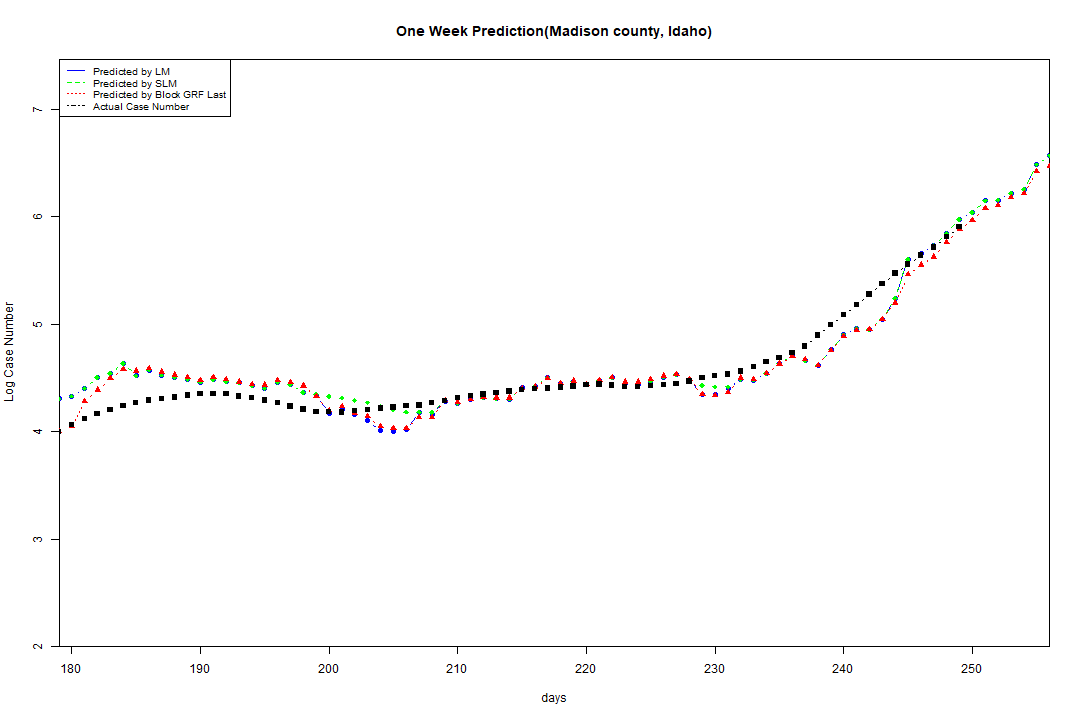 One Week Prediction(Madison county, Idaho)
Predicted by LM
Predicted by SLM
Predicted by Block GRF Last
Actual Case Number
7
6
5
4
3
2
Log Case Number
180 190 200 210 220 230 240 250
days